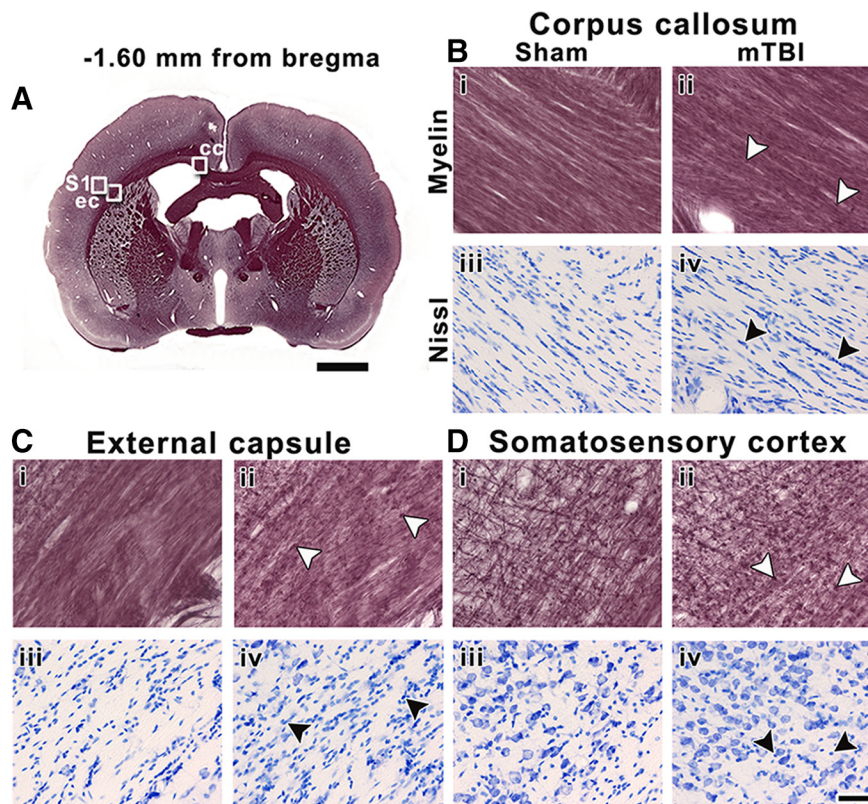 -1.60 mm from bregma
A
cc
S1
ec
Corpus callosum
B Sham mTBI
Myelin
i ii
Nissl
iii iv
C External capsule
i ii
iii iv
D Somatosensory cortex
i ii
iii iv